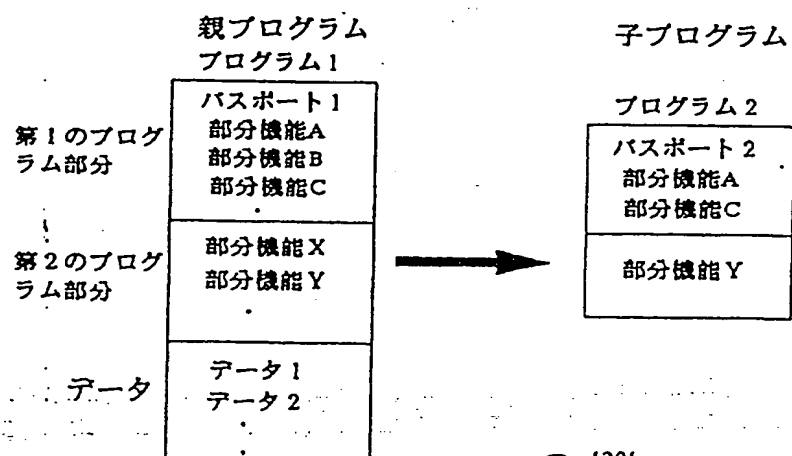 親プログラム
プログラム1
パスポート1
部分機能A
部分機能B
部分機能C
第1のプログ
ラム部分
部分機能X
部分機能Y
第2のプログ
ラム部分
データ1
データ2
データ
子プログラム
プログラム2
パスポート2
部分機能A
部分機能C
部分機能Y